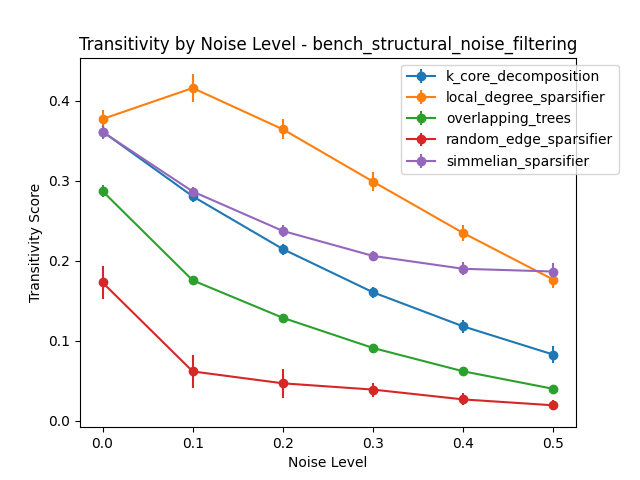 Transitivity by Noise Level - bench_structural_noise_filtering
k_core_decomposition
local_degree_sparsifier
overlapping_trees
random_edge_sparsifier
simmelian_sparsifier
Transitivity Score
0.4
0.3
0.2
0.1
0.0
0.0 0.1 0.2 0.3 0.4 0.5
Noise Level